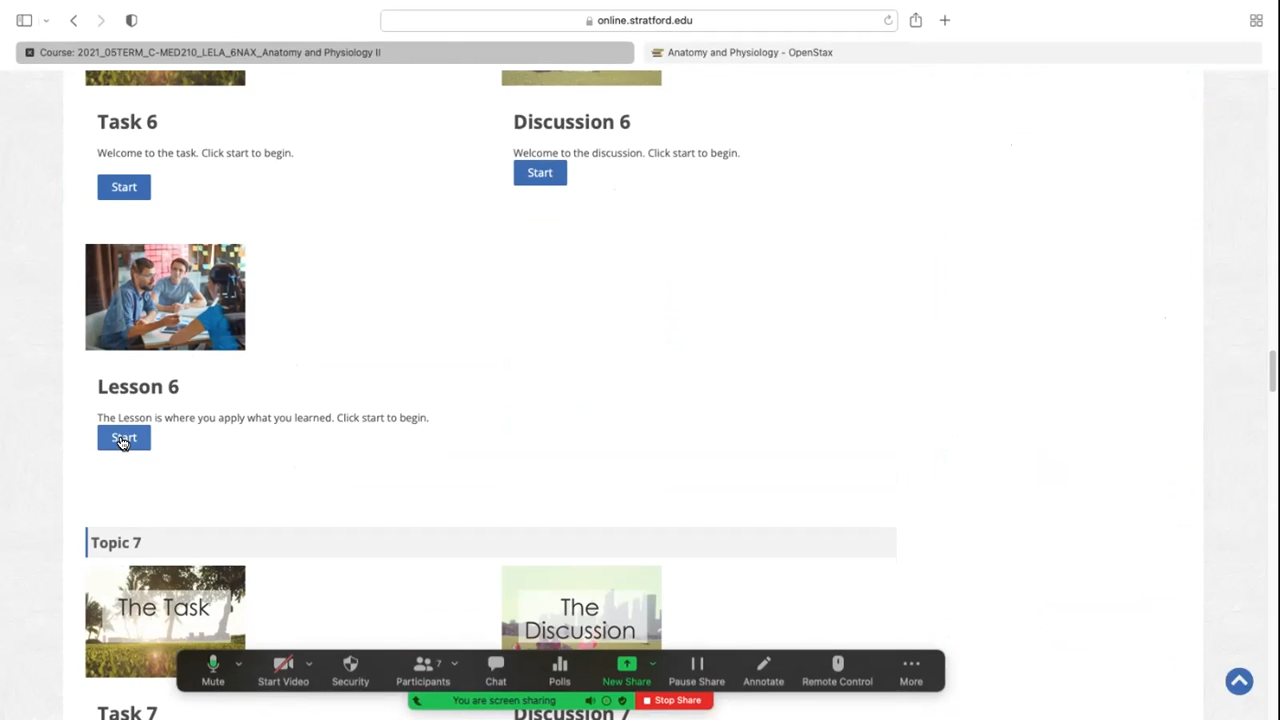 online.stratford.edu
Course: 2021_05TERM_C-MED210_LELA_6NAX_Anatomy and Physiology II
Anatomy and Physiology - OpenStax
Task 6
Discussion 6
Welcome to the task. Click start to begin.
Welcome to the discussion. Click start to begin.
Start
Start
Lesson 6
The Lesson is where you apply what you learned. Click start to begin.
Start
Topic 7
The Task
The
Discussion
7
Mute
Start Video
Security
Participants
Chat
Polls
New Share
Pause Share
Annotate
Remote Control
More
You are screen sharing
Stop Share
Task 7
Discussion 7